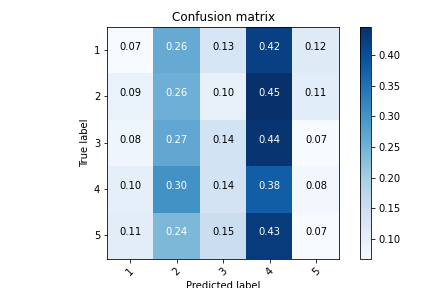 Confusion matrix
True label
1 0.07 0.26 0.13 0.42 0.12
2 0.09 0.26 0.10 0.45 0.11
3 0.08 0.27 0.14 0.44 0.07
4 0.10 0.30 0.14 0.38 0.08
5 0.11 0.24 0.15 0.43 0.07
1 2 3 4 5
Predicted label
0.40
0.35
0.30
0.25
0.20
0.15
0.10